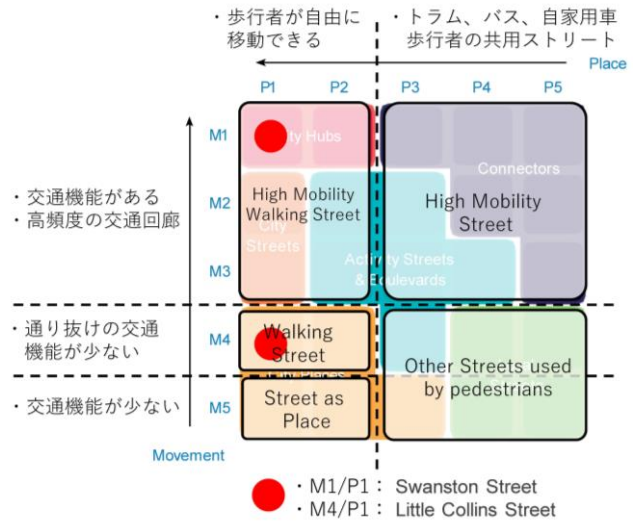 ・歩行者が自由に
移動できる
・トラム、バス、自家用車
歩行者の共用ストリート
Place
P1 P2 P3 P4 P5
M1
ty Hubs
Connectors
・交通機能がある
・高頻度の交通回廊
M2
High Mobility
Walking Street
High Mobility
Street
City
Streets
M3
Activity Streets
& Boulevards
・通り抜けの交通
機能が少ない
M4
Walking
Street
Other Streets used
by pedestrians
・交通機能が少ない
M5
Street as
Place
Movement
・M1/P1： Swanston Street
・M4/P1： Little Collins Street